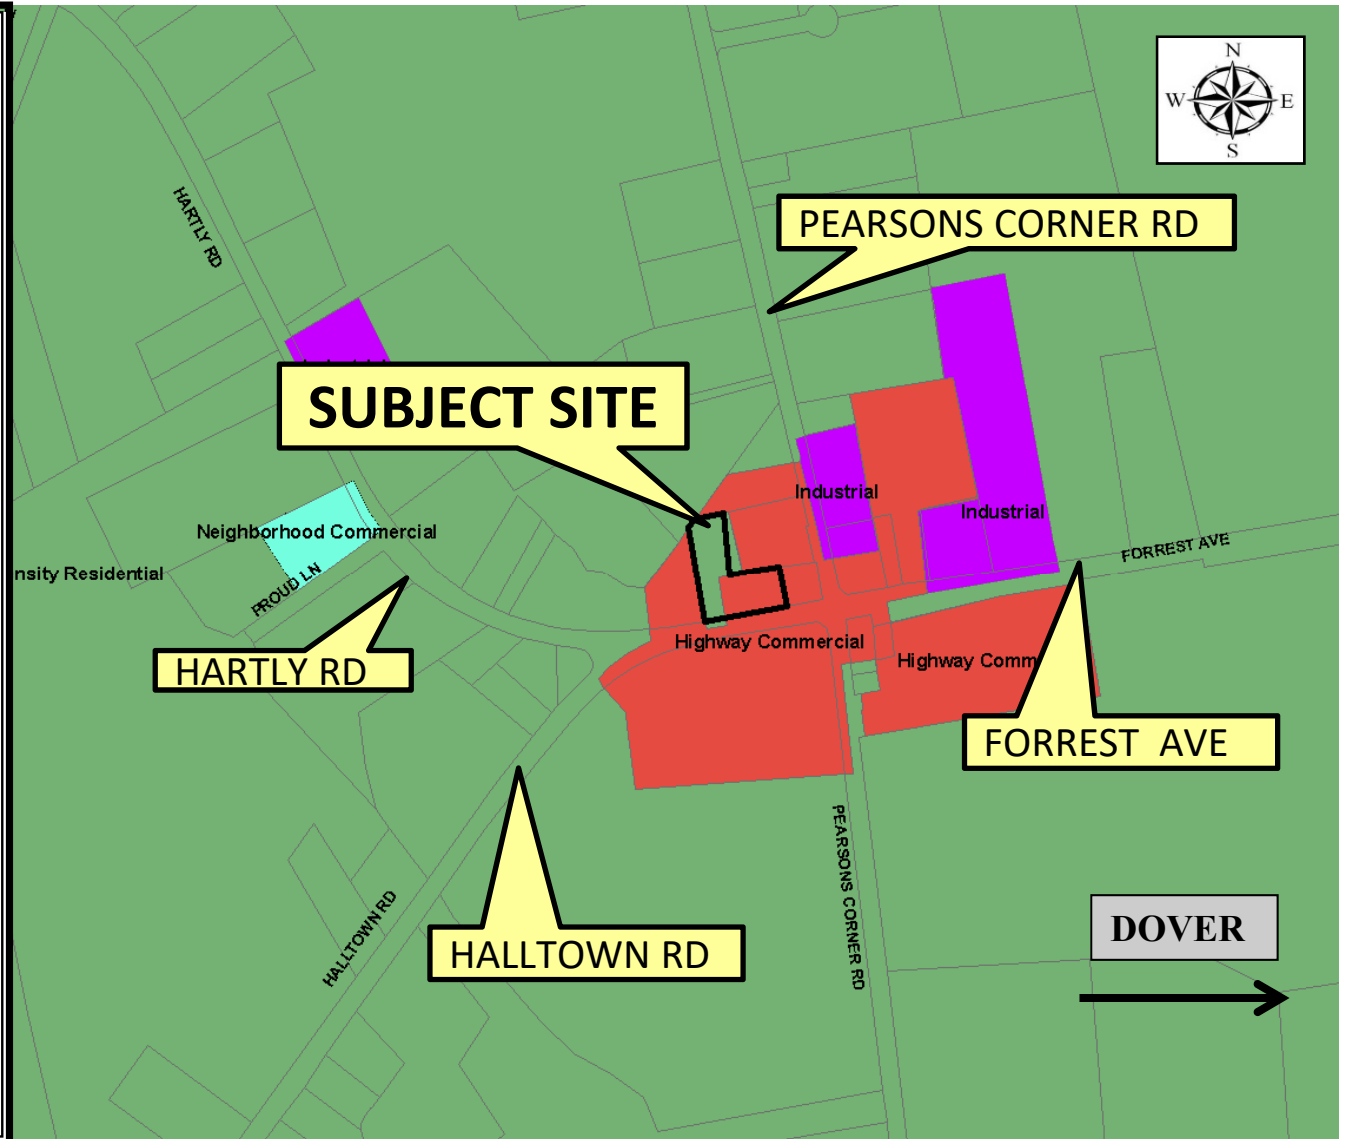 N
W E
S
HARTLY RD
PEARSONS CORNER RD
SUBJECT SITE
Industrial
Industrial
Neighborhood Commercial
FORREST AVE
nsity Residential
PROUD LN
Highway Commercial
Highway Comm
HARTLY RD
FORREST AVE
PEARSONS CORNER RD
HALLTOWN RD
HALLTOWN RD
DOVER